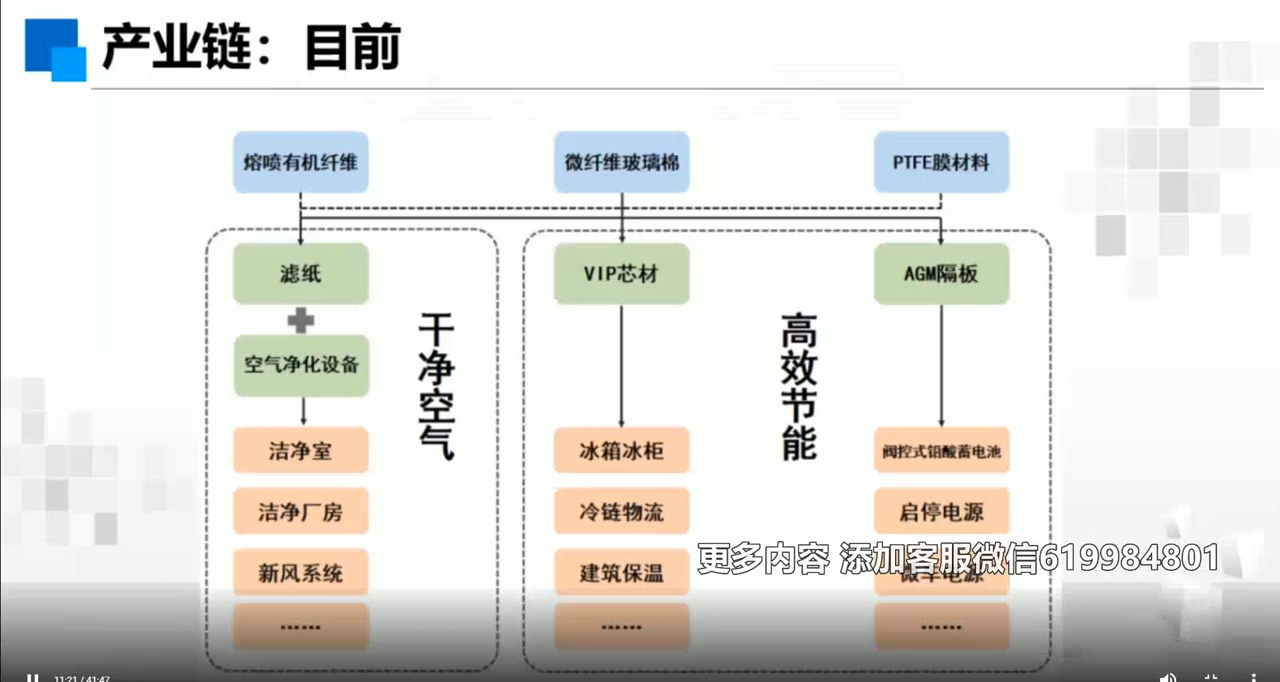 产业链：目前
熔喷有机纤维
微纤维玻璃棉
PTFE膜材料
滤纸
VIP芯材
AGM隔板
空气净化设备
干净空气
高效节能
洁净室
冰箱冰柜
阀控式铅酸蓄电池
洁净厂房
冷链物流
启停电源
更多内容 添加客服微信619984801
新风系统
建筑保温
电源
······
······
······
11:21 / 41:47